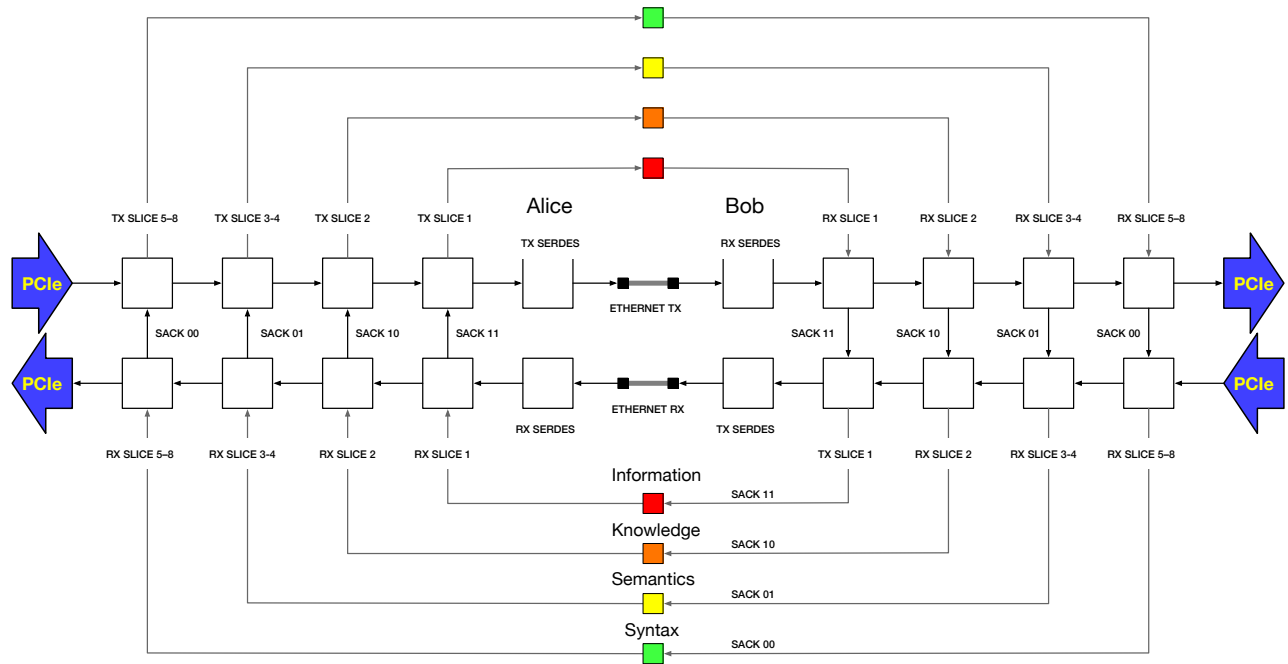 Alice
Bob
TX SLICE 5–8
TX SLICE 3-4
TX SLICE 2
TX SLICE 1
RX SLICE 1
RX SLICE 2
RX SLICE 3-4
RX SLICE 5–8
TX SERDES
RX SERDES
PCIe
PCIe
ETHERNET TX
SACK 00
SACK 01
SACK 10
SACK 11
SACK 11
SACK 10
SACK 01
SACK 00
PCIe
PCIe
ETHERNET RX
RX SERDES
TX SERDES
RX SLICE 5–8
RX SLICE 3-4
RX SLICE 2
RX SLICE 1
TX SLICE 1
RX SLICE 2
RX SLICE 3-4
RX SLICE 5–8
Information
SACK 11
Knowledge
SACK 10
Semantics
SACK 01
Syntax
SACK 00